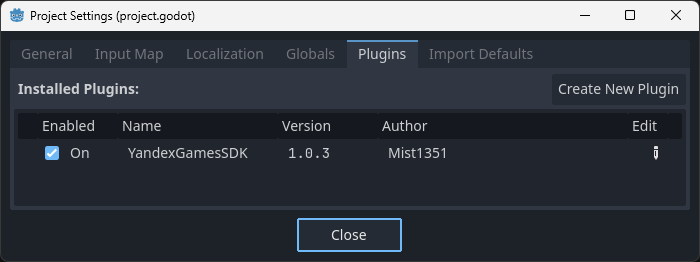 Project Settings (project.godot)
General Input Map Localization Globals Plugins Import Defaults
Installed Plugins: Create New Plugin
Enabled Name Version Author Edit
On YandexGamesSDK 1.0.3 Mist1351
Close